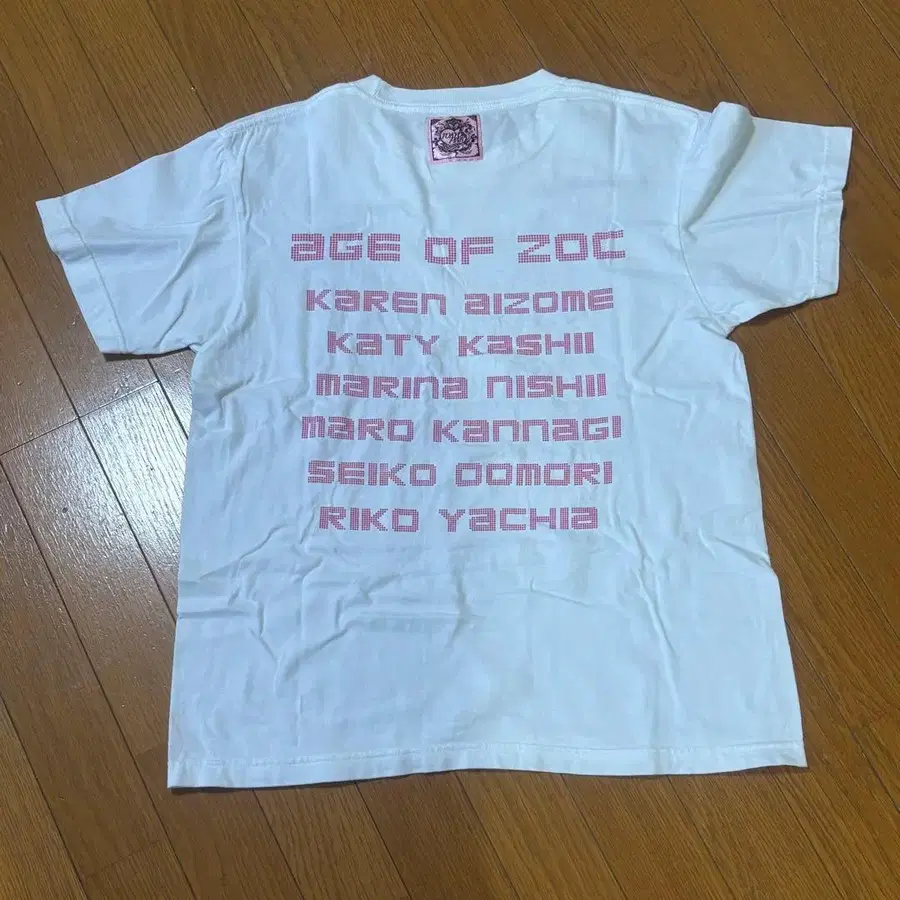 aGE OF ZOC
Karen aizome
Katy Kashii
marina nishii
maro Kannagi
SEIKO OOMORI
RIKO Yachia